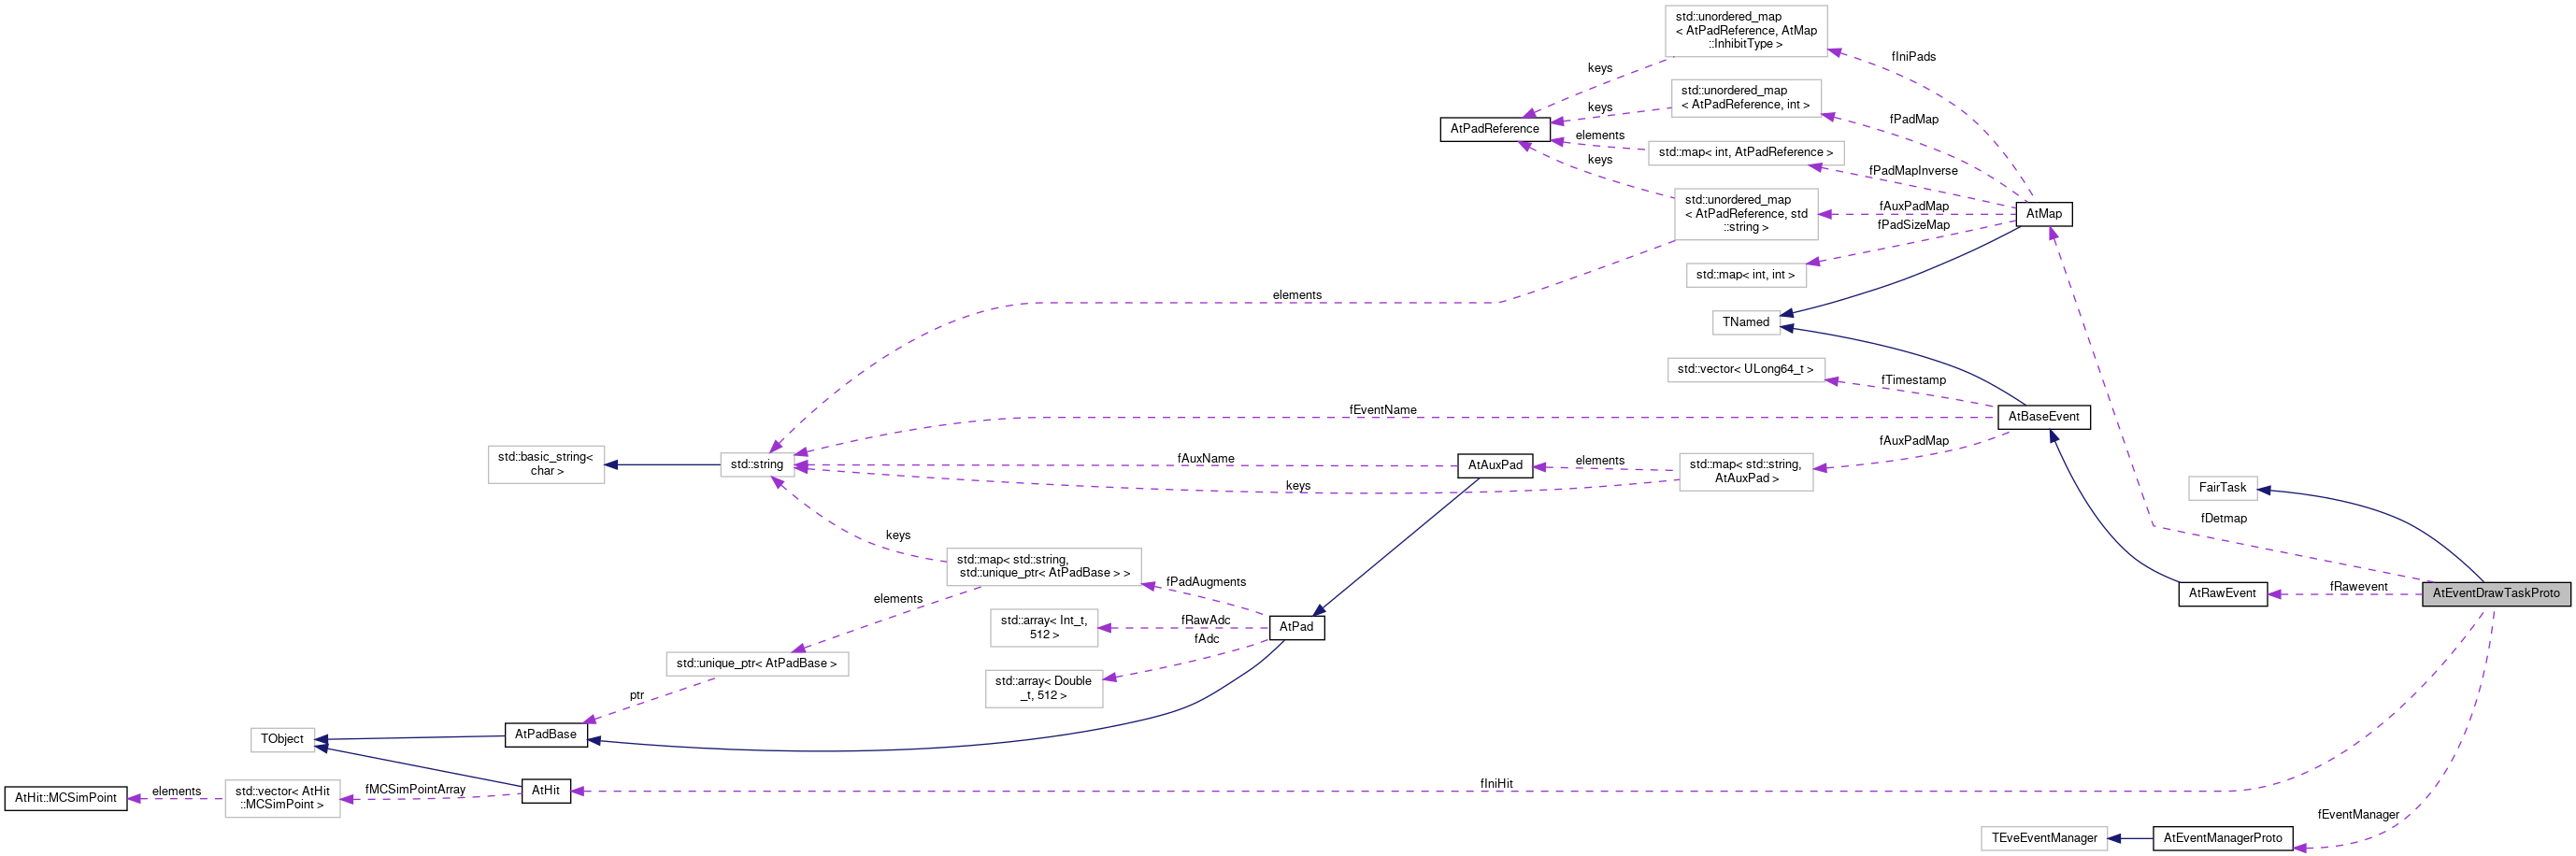 std::unordered_map
< AtPadReference, AtMap
::InhibitType >
fIniPads
keys
std::unordered_map
< AtPadReference, int >
keys
fPadMap
AtPadReference
elements
std::map< int, AtPadReference >
keys
fPadMapInverse
std::unordered_map
< AtPadReference, std
::string >
fAuxPadMap
AtMap
fPadSizeMap
std::map< int, int >
elements
TNamed
std::vector< ULong64_t >
fTimestamp
fEventName
AtBaseEvent
fAuxPadMap
std::basic_string<
char >
std::string
fAuxName
AtAuxPad
elements
std::map< std::string,
AtAuxPad >
keys
FairTask
fDetmap
keys
std::map< std::string,
std::unique_ptr< AtPadBase > >
fPadAugments
elements
AtRawEvent
fRawevent
AtEventDrawTaskProto
std::array< Int_t,
512 >
fRawAdc
AtPad
fAdc
std::unique_ptr< AtPadBase >
std::array< Double
_t, 512 >
ptr
TObject
AtPadBase
AtHit::MCSimPoint
elements
std::vector< AtHit
::MCSimPoint >
fMCSimPointArray
AtHit
fIniHit
fEventManager
TEveEventManager
AtEventManagerProto